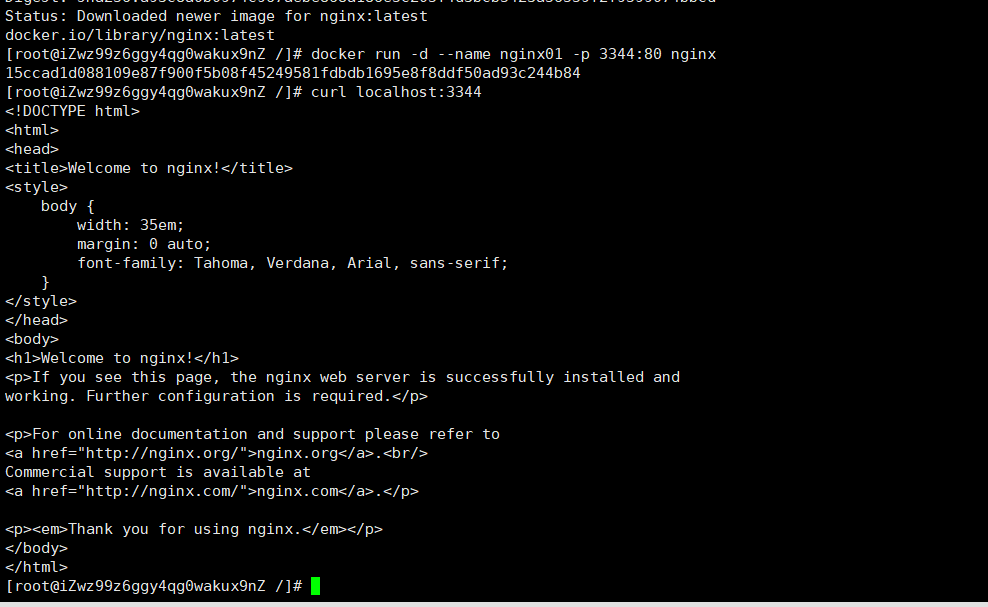 Status: Downloaded newer image for nginx:latest
docker.io/library/nginx:latest
[root@iZwz99z6ggy4qg0wakux9nZ /]# docker run -d --name nginx01 -p 3344:80 nginx
15ccad1d088109e87f900f5b08f45249581fdbdb1695e8f8ddf50ad93c244b84
[root@iZwz99z6ggy4qg0wakux9nZ /]# curl localhost:3344
<!DOCTYPE html>
<html>
<head>
<title>Welcome to nginx!</title>
<style>
    body {
        width: 35em;
        margin: 0 auto;
        font-family: Tahoma, Verdana, Arial, sans-serif;
    }
</style>
</head>
<body>
<h1>Welcome to nginx!</h1>
<p>If you see this page, the nginx web server is successfully installed and
working. Further configuration is required.</p>

<p>For online documentation and support please refer to
<a href="http://nginx.org/">nginx.org</a>.<br/>
Commercial support is available at
<a href="http://nginx.com/">nginx.com</a>.</p>

<p><em>Thank you for using nginx.</em></p>
</body>
</html>
[root@iZwz99z6ggy4qg0wakux9nZ /]#